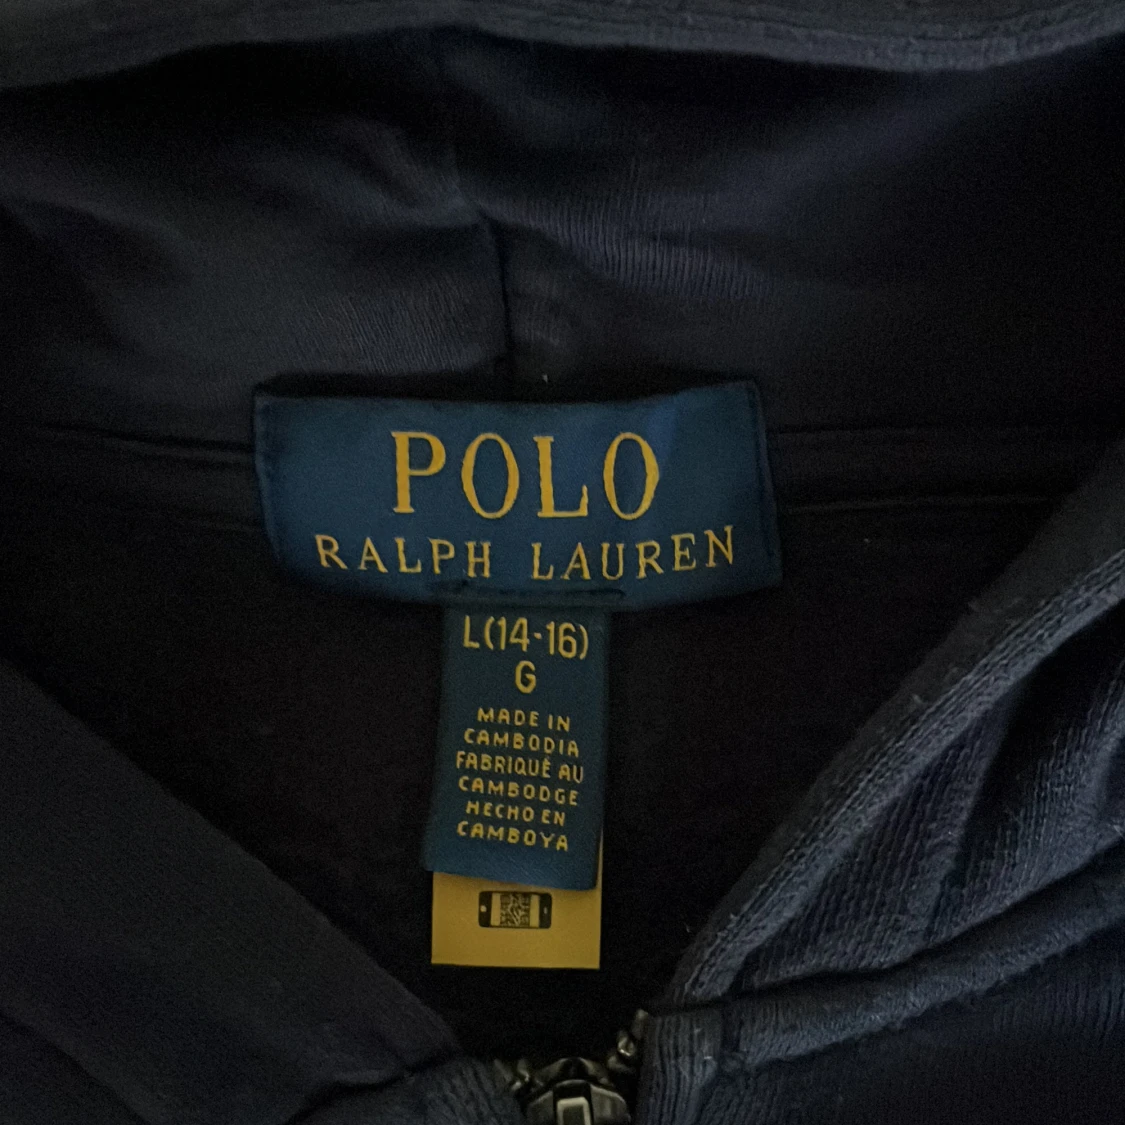 POLO
RALPH LAUREN
L(14-16)
G
MADE IN
CAMBODIA
FABRIQUÉ AU
CAMBODGE
HECHO EN
CAMBOYA